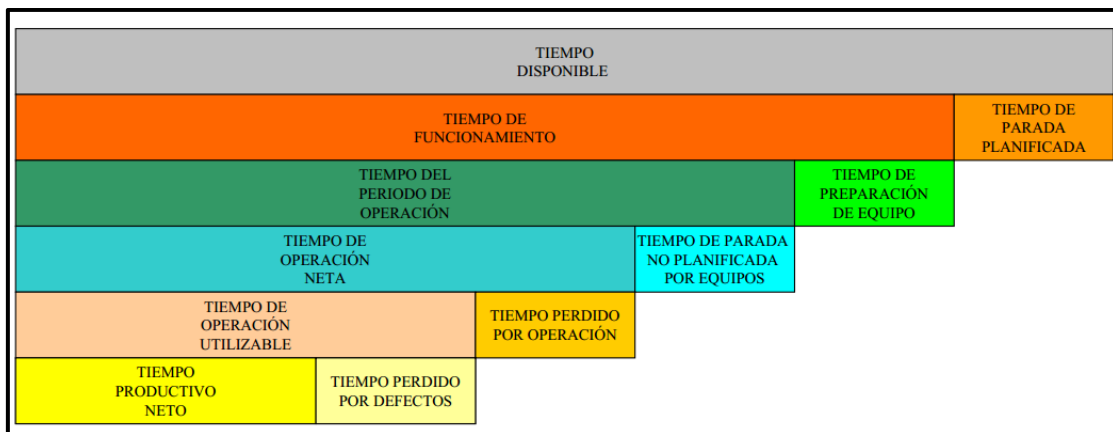 TIEMPO
DISPONIBLE
TIEMPO DE
FUNCIONAMIENTO
TIEMPO DE
PARADA
PLANIFICADA
TIEMPO DEL
PERIODO DE
OPERACIÓN
TIEMPO DE
PREPARACIÓN
DE EQUIPO
TIEMPO DE
OPERACIÓN
NETA
TIEMPO DE PARADA
NO PLANIFICADA
POR EQUIPOS
TIEMPO DE
OPERACIÓN
UTILIZABLE
TIEMPO PERDIDO
POR OPERACIÓN
TIEMPO
PRODUCTIVO
NETO
TIEMPO PERDIDO
POR DEFECTOS